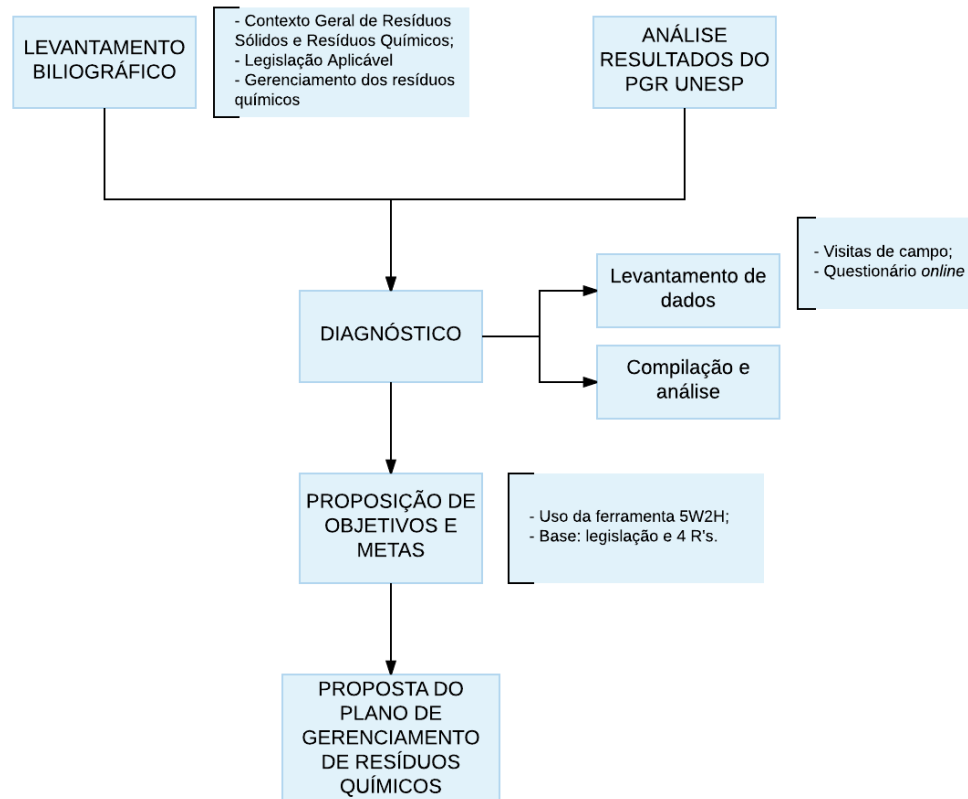 LEVANTAMENTO
BILIOGRÁFICO
- Contexto Geral de Resíduos
Sólidos e Resíduos Químicos;
- Legislação Aplicável
- Gerenciamento dos resíduos
químicos
ANÁLISE
RESULTADOS DO
PGR UNESP
DIAGNÓSTICO
Levantamento de
dados
- Visitas de campo;
- Questionário online
Compilação e
análise
PROPOSIÇÃO DE
OBJETIVOS E
METAS
- Uso da ferramenta 5W2H;
- Base: legislação e 4 R's.
PROPOSTA DO
PLANO DE
GERENCIAMENTO
DE RESÍDUOS
QUÍMICOS